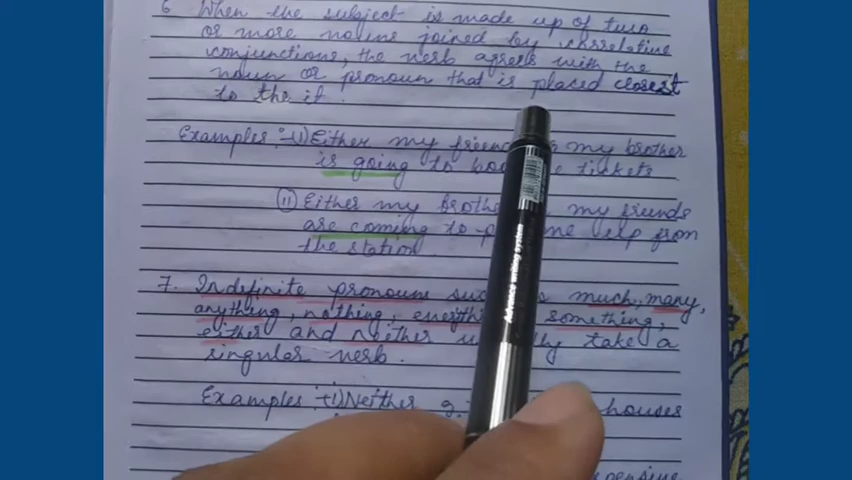 6 When the subject is made up of two
or more nouns joined by correlative
conjunctions, the verb agrees with the
noun or pronoun that is placed closest
to the it.
Examples :- (i) Either my my brother
is going to tickets
(ii) Either my my friends
are coming to me up from
the station
7. Indefinite pronouns much, many,
anything, nothing, something,
either and neither take a
singular verb.
Examples :- (i) Neither houses